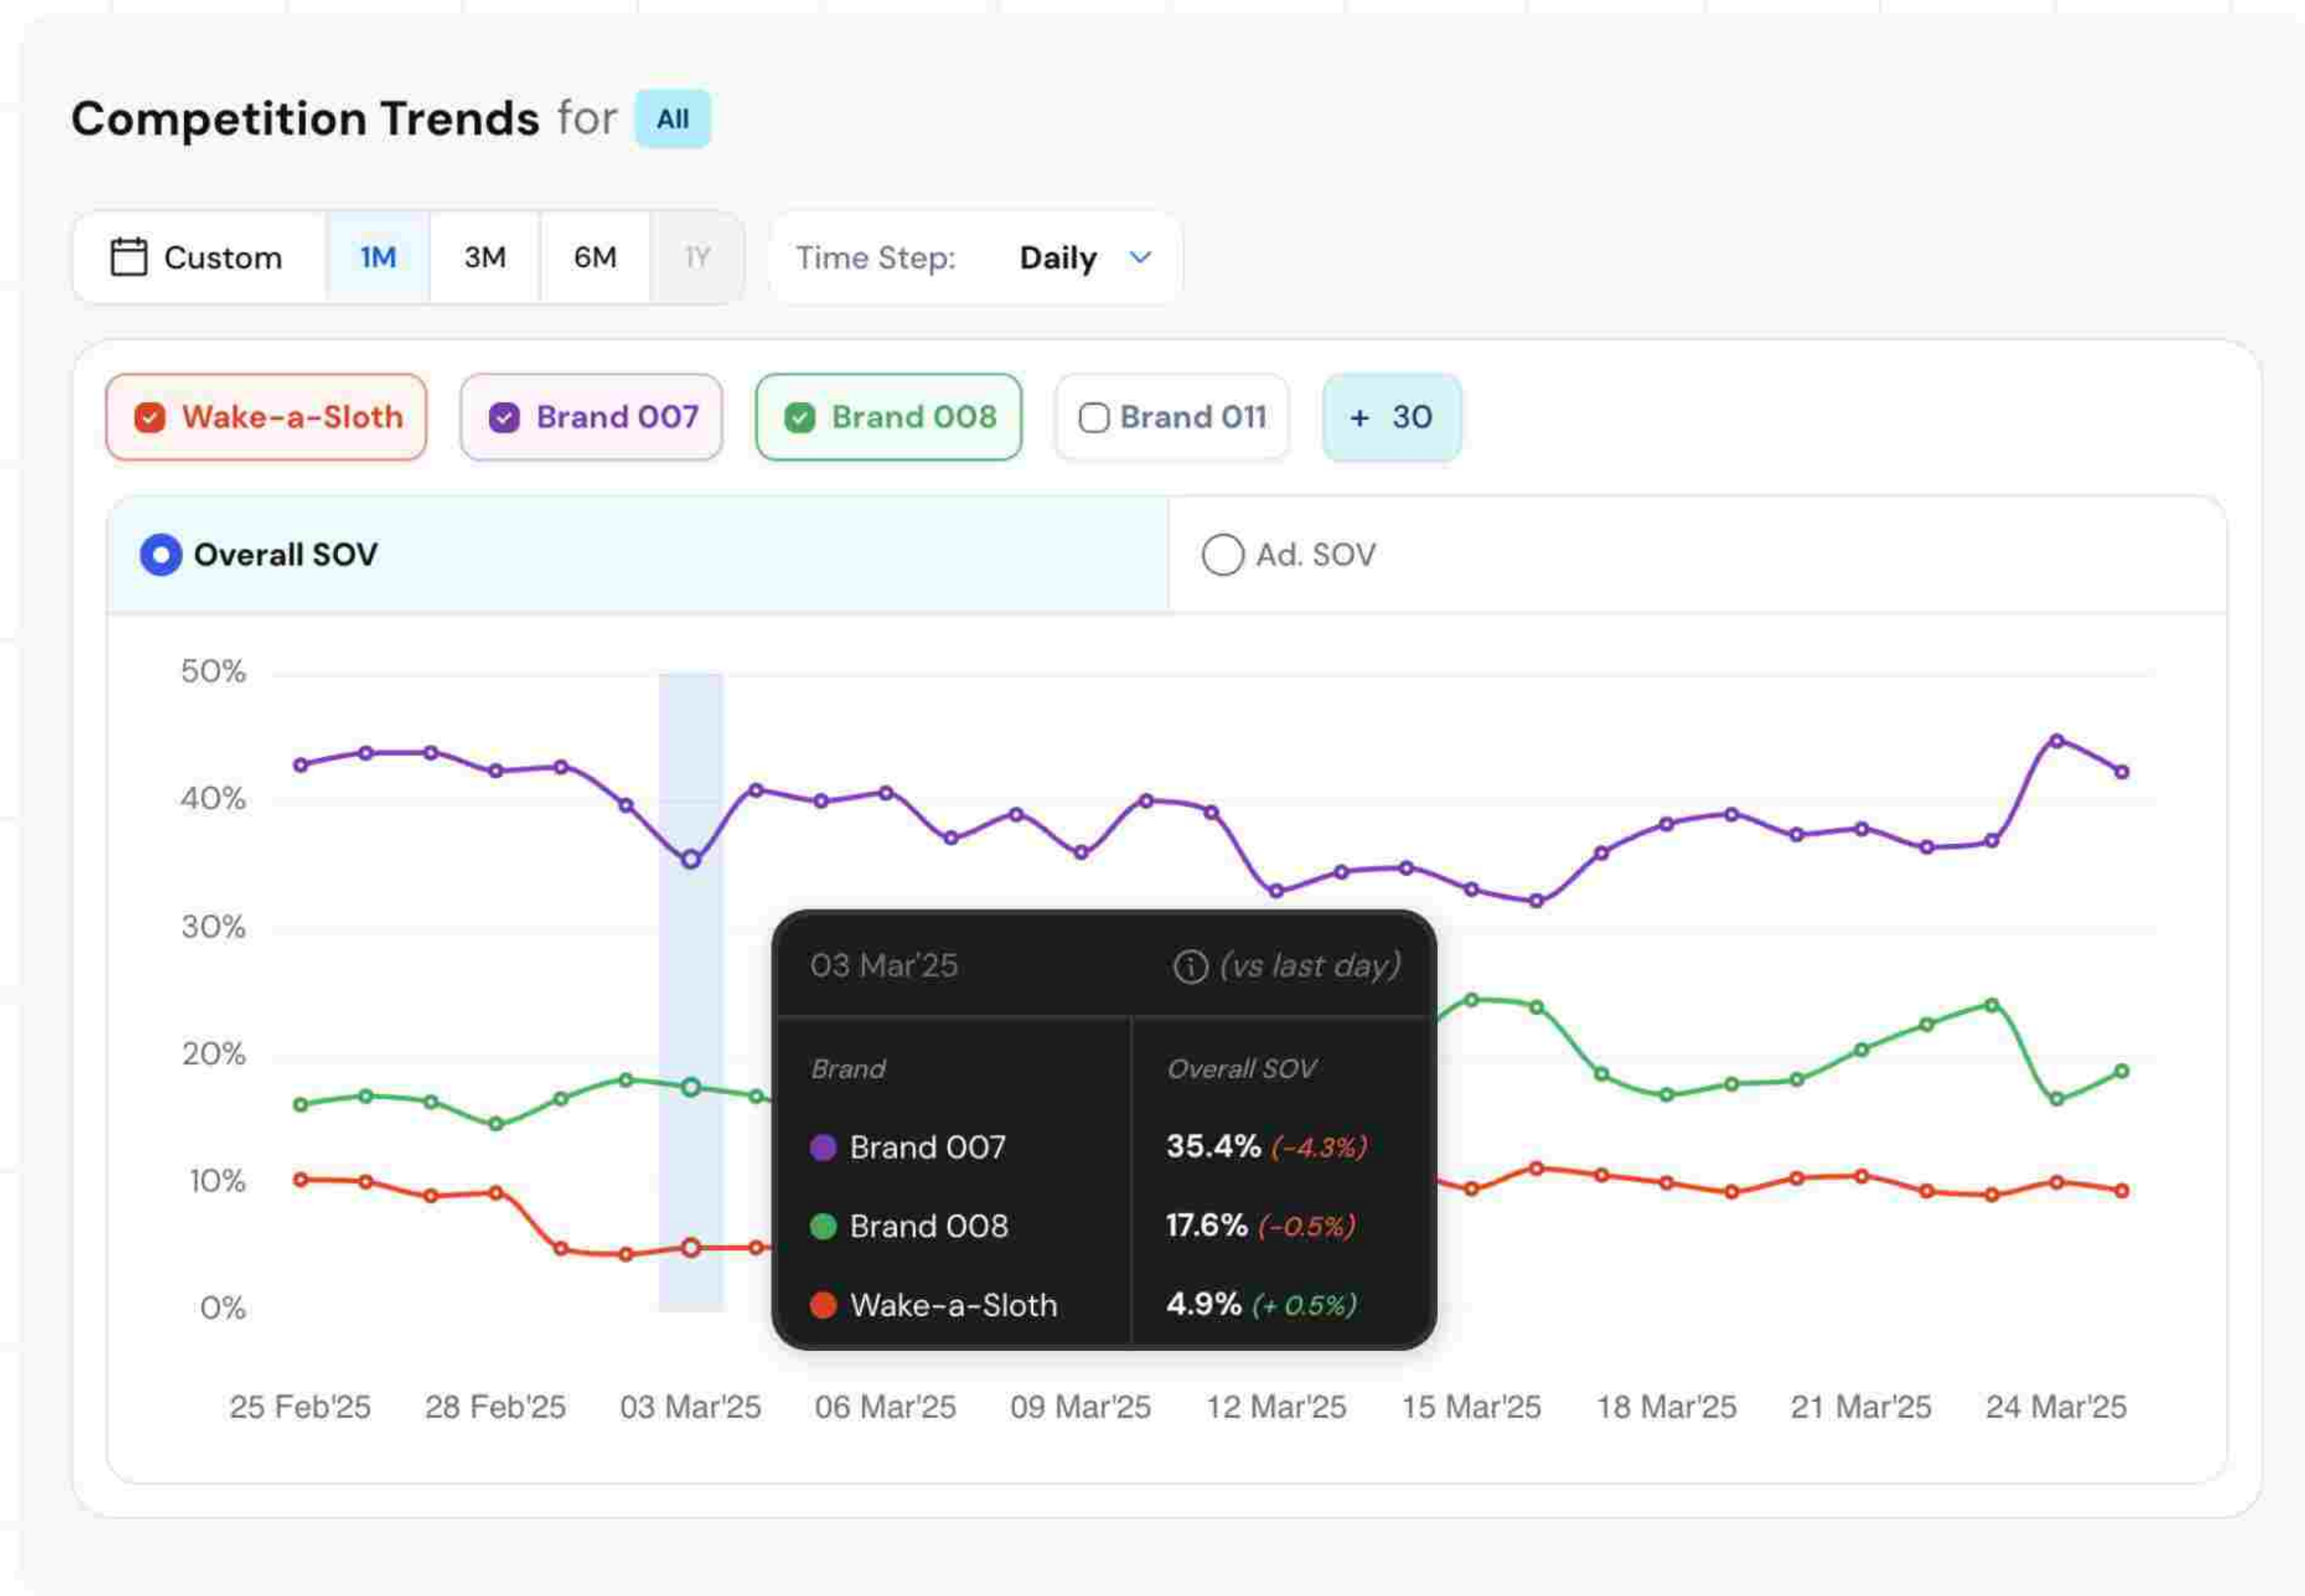 Competition Trends for All
Custom 1M 3M 6M 1Y Time Step: Daily
Wake-a-Sloth Brand 007 Brand 008 Brand 011 + 30
Overall SOV Ad. SOV
50%
40%
30%
20%
10%
0%
03 Mar'25 (vs last day)
Brand Overall SOV
Brand 007 35.4% (-4.3%)
Brand 008 17.6% (-0.5%)
Wake-a-Sloth 4.9% (+ 0.5%)
25 Feb'25 28 Feb'25 03 Mar'25 06 Mar'25 09 Mar'25 12 Mar'25 15 Mar'25 18 Mar'25 21 Mar'25 24 Mar'25